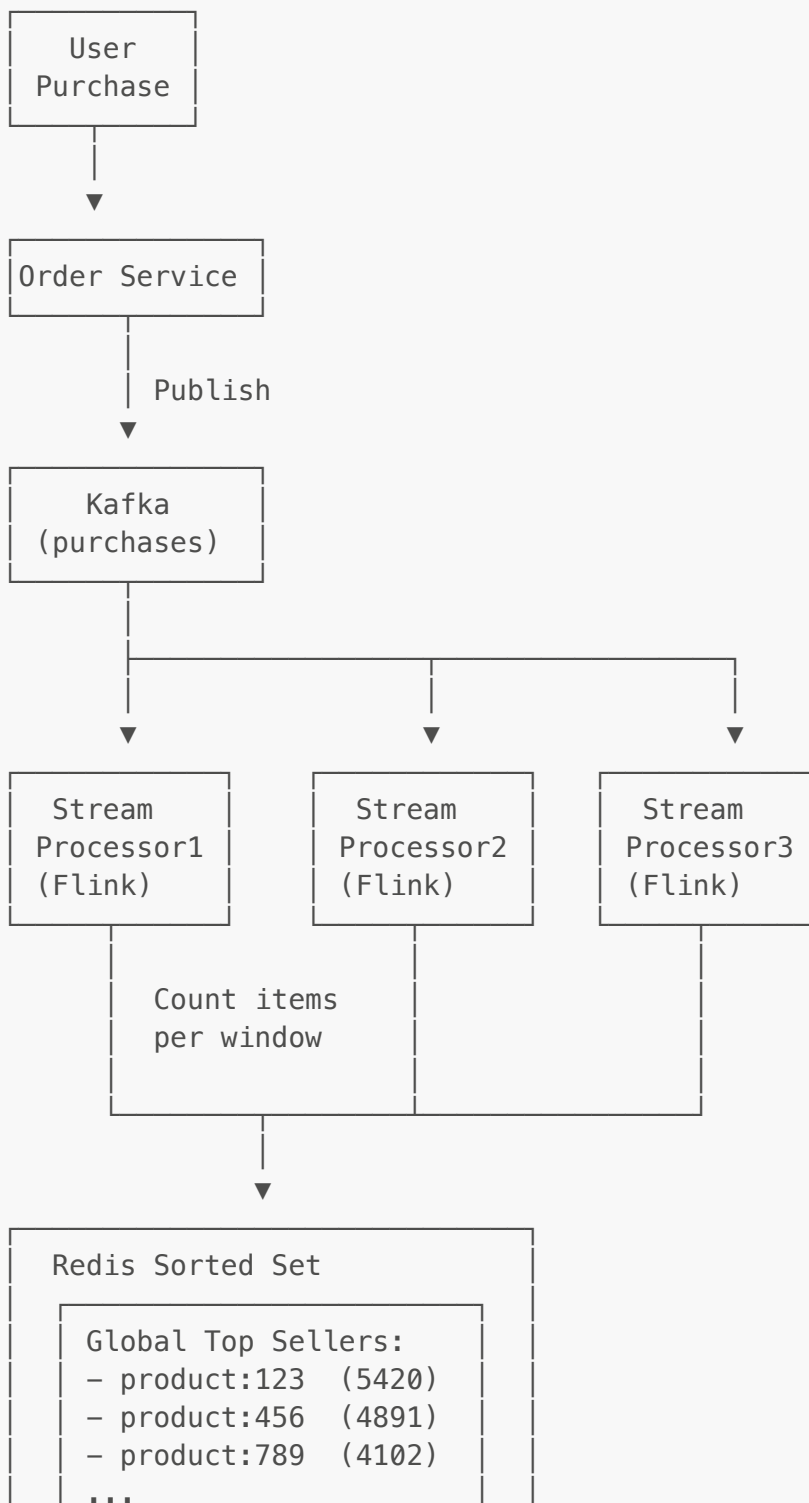 User
Purchase
Order Service
Publish
Kafka
(purchases)
Stream Stream Stream
Processor1 Processor2 Processor3
(Flink) (Flink) (Flink)
Count items
per window
Redis Sorted Set
Global Top Sellers:
- product:123 (5420)
- product:456 (4891)
- product:789 (4102)
...